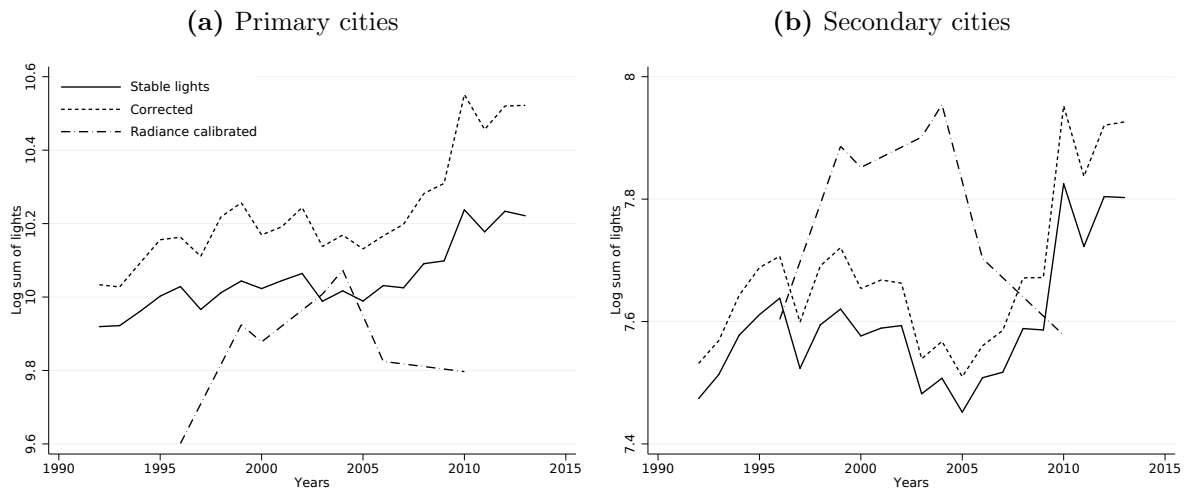 (a) Primary cities
Log sum of lights
10.6
10.4
10.2
10
9.8
9.6
Stable lights
Corrected
Radiance calibrated
1990 1995 2000 2005 2010 2015
Years
(b) Secondary cities
Log sum of lights
8
7.8
7.6
7.4
1990 1995 2000 2005 2010 2015
Years